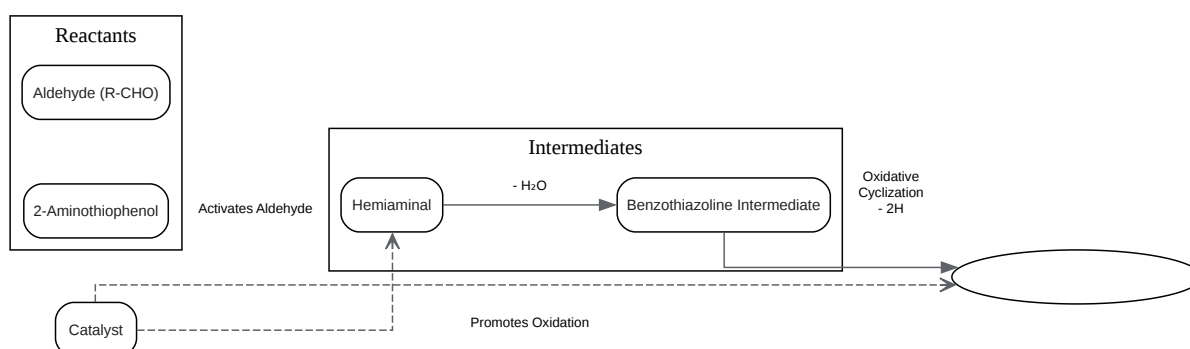 Reactants
Aldehyde (R-CHO)
2-Aminothiophenol
Activates Aldehyde
Intermediates
Hemiaminal
- H₂O
Benzothiazoline Intermediate
Oxidative
Cyclization
- 2H
Catalyst
Promotes Oxidation